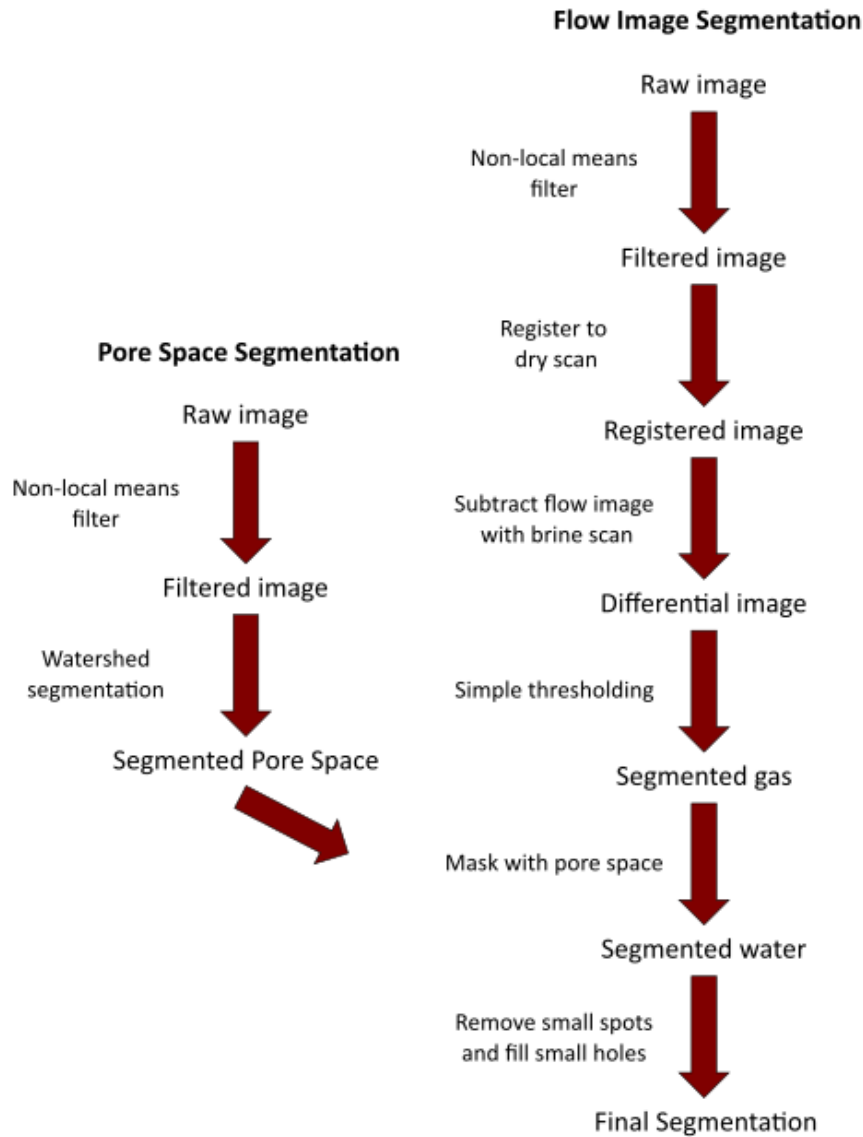 Flow Image Segmentation
Raw image
Non-local means
filter
Filtered image
Register to
dry scan
Registered image
Subtract flow image
with brine scan
Differential image
Simple thresholding
Segmented gas
Mask with pore space
Segmented water
Remove small spots
and fill small holes
Final Segmentation
Pore Space Segmentation
Raw image
Non-local means
filter
Filtered image
Watershed
segmentation
Segmented Pore Space